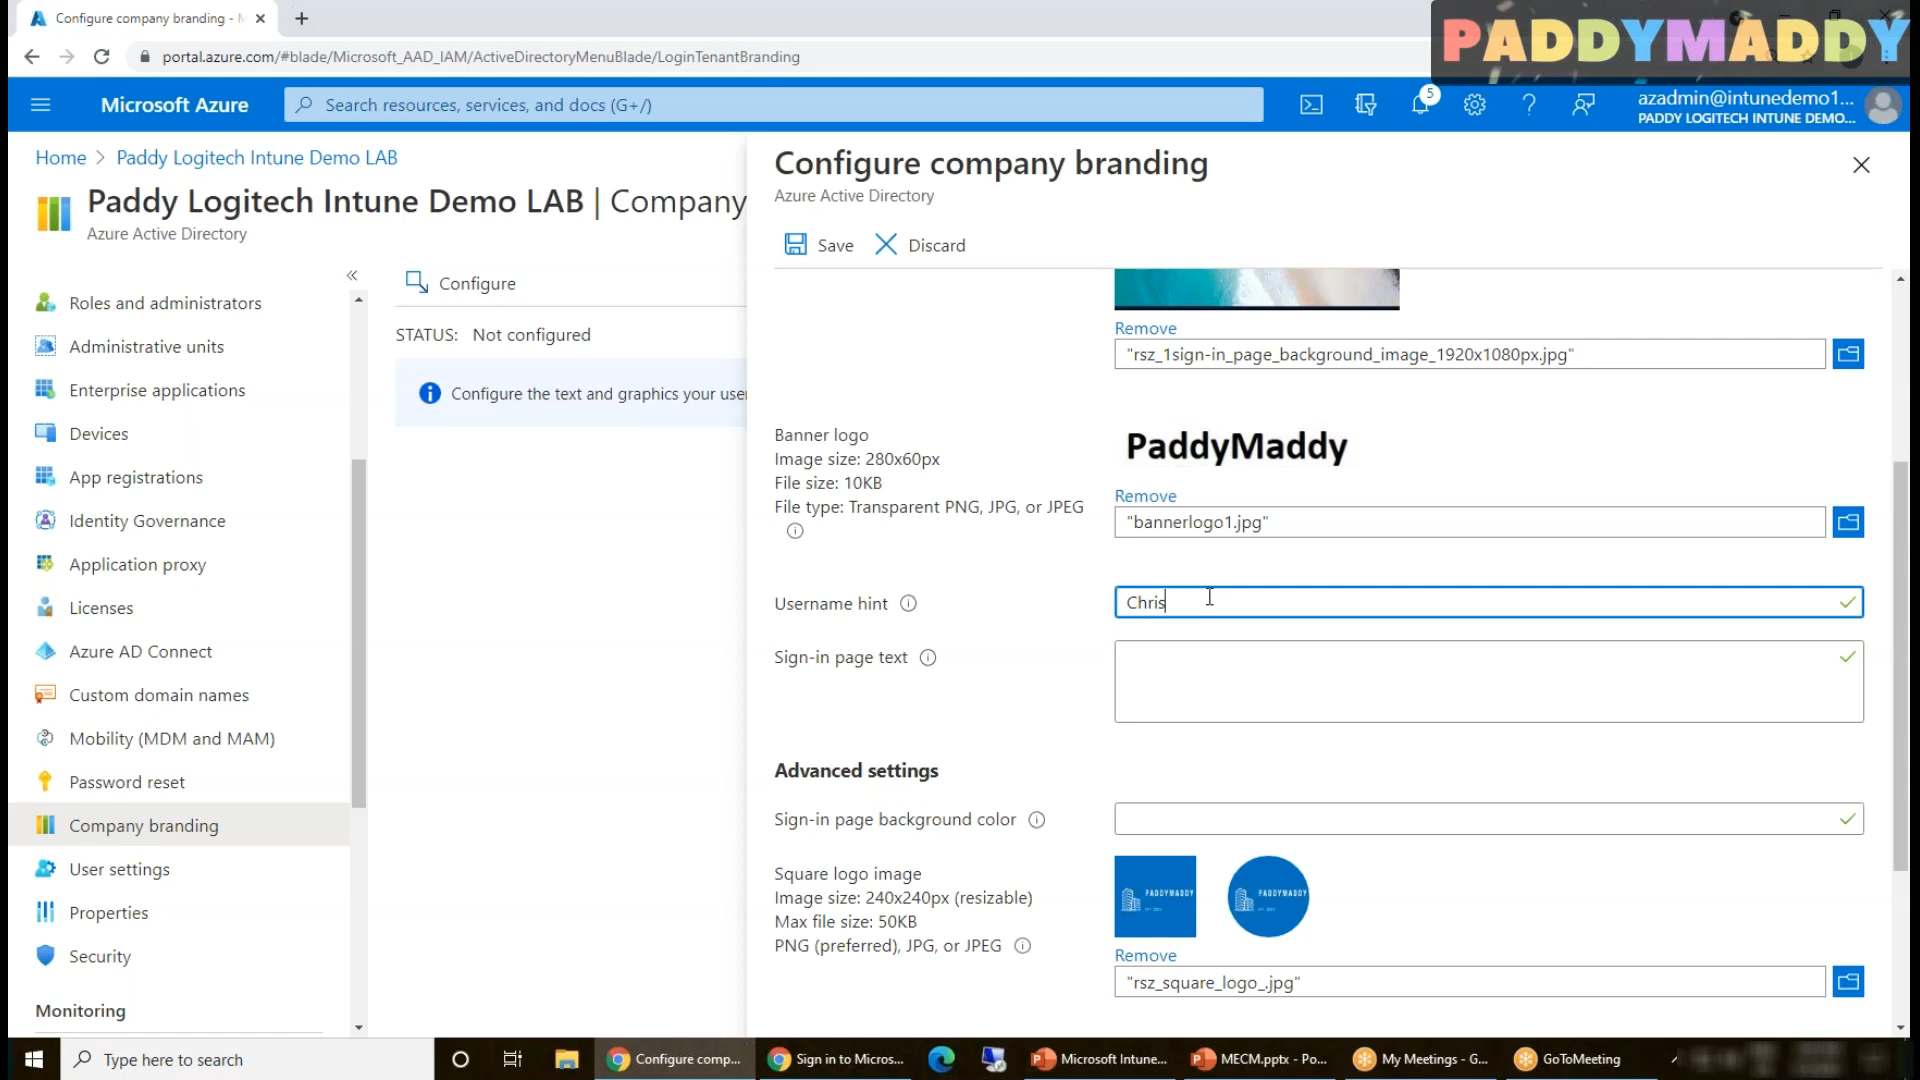 Configure company branding - M
portal.azure.com/#blade/Microsoft_AAD_IAM/ActiveDirectoryMenuBlade/LoginTenantBranding
PADDYMADDY
Microsoft Azure
Search resources, services, and docs (G+/)
5
azadmin@intunedemo1...
PADDY LOGITECH INTUNE DEMO...
Home > Paddy Logitech Intune Demo LAB
Paddy Logitech Intune Demo LAB | Company
Azure Active Directory
Roles and administrators
Administrative units
Enterprise applications
Devices
App registrations
Identity Governance
Application proxy
Licenses
Azure AD Connect
Custom domain names
Mobility (MDM and MAM)
Password reset
Company branding
User settings
Properties
Security
Monitoring
Configure
STATUS: Not configured
Configure the text and graphics your use
Configure company branding
Azure Active Directory
Save
Discard
Remove
"rsz_1sign-in_page_background_image_1920x1080px.jpg"
Banner logo
Image size: 280x60px
File size: 10KB
File type: Transparent PNG, JPG, or JPEG
PaddyMaddy
Remove
"bannerlogo1.jpg"
Username hint
Chris
Sign-in page text
Advanced settings
Sign-in page background color
Square logo image
Image size: 240x240px (resizable)
Max file size: 50KB
PNG (preferred), JPG, or JPEG
PADDYMADDY
PADDYMADDY
Remove
"rsz_square_logo_.jpg"
Type here to search
Configure comp...
Sign in to Micros...
Microsoft Intune...
MECM.pptx - Po...
My Meetings - G...
GoToMeeting